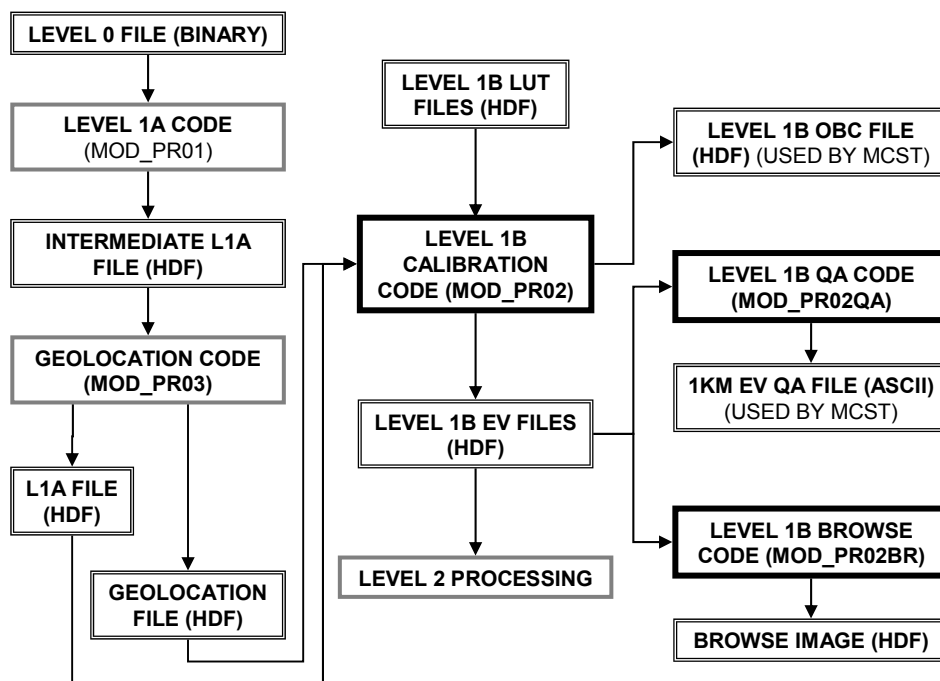 LEVEL 0 FILE (BINARY)
LEVEL 1A CODE
(MOD_PR01)
INTERMEDIATE L1A
FILE (HDF)
GEOLOCATION CODE
(MOD_PR03)
L1A FILE
(HDF)
GEOLOCATION
FILE (HDF)
LEVEL 1B LUT
FILES (HDF)
LEVEL 1B
CALIBRATION
CODE (MOD_PR02)
LEVEL 1B EV FILES
(HDF)
LEVEL 2 PROCESSING
LEVEL 1B OBC FILE
(HDF) (USED BY MCST)
LEVEL 1B QA CODE
(MOD_PR02QA)
1KM EV QA FILE (ASCII)
(USED BY MCST)
LEVEL 1B BROWSE
CODE (MOD_PR02BR)
BROWSE IMAGE (HDF)